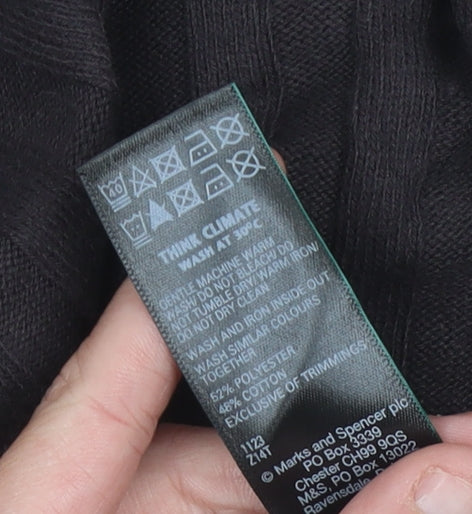 40
THINK CLIMATE
WASH AT 30°C
GENTLE MACHINE WARM
WASH/DO NOT BLEACH/DO
NOT TUMBLE DRY/WARM IRON/
DO NOT DRY CLEAN
WASH AND IRON INSIDE OUT
WASH SIMILAR COLOURS
TOGETHER
52% POLYESTER
48% COTTON
EXCLUSIVE OF TRIMMINGS
1123
Z14T
© Marks and Spencer plc
PO Box 3339
Chester CH99 9QS
M&S, PO Box 13022
Ravensdale